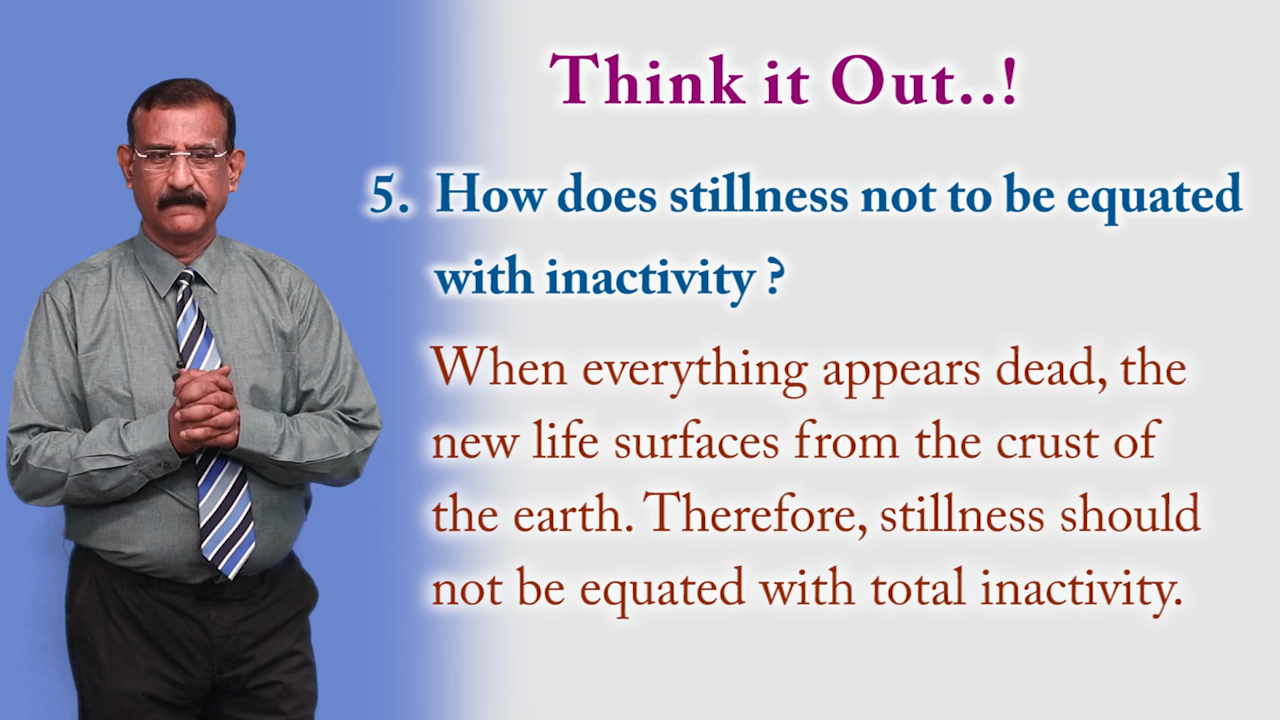 Think it Out..!
5. How does stillness not to be equated
with inactivity ?
When everything appears dead, the
new life surfaces from the crust of
the earth. Therefore, stillness should
not be equated with total inactivity.